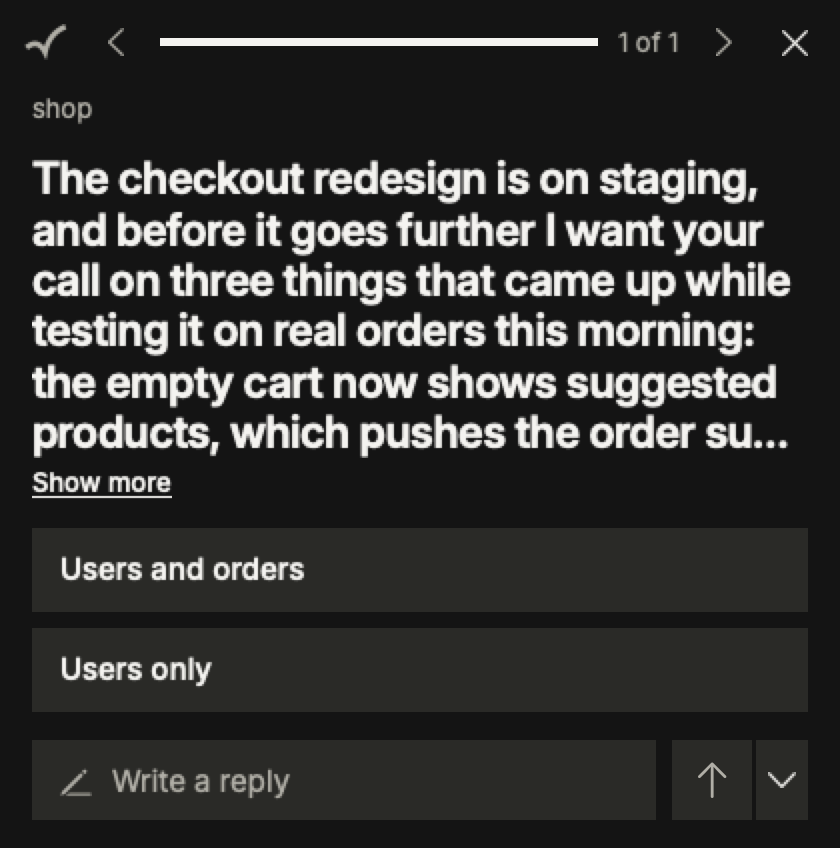 1 of 1
shop
The checkout redesign is on staging,
and before it goes further I want your
call on three things that came up while
testing it on real orders this morning:
the empty cart now shows suggested
products, which pushes the order su...
Show more
Users and orders
Users only
Write a reply